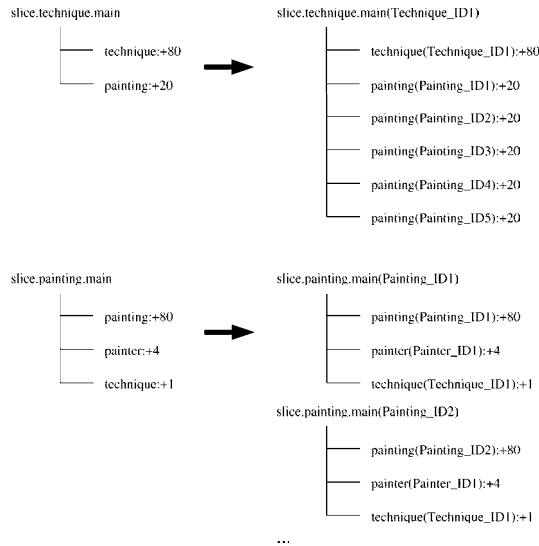 slice.technique.main
technique:+80
painting:+20
slice.technique.main(Technique_ID1)
technique(Technique_ID1):+80
painting(Painting_ID1):+20
painting(Painting_ID2):+20
painting(Painting_ID3):+20
painting(Painting_ID4):+20
painting(Painting_ID5):+20
slice.painting.main
painting:+80
painter:+4
technique:+1
slice.painting.main(Painting_ID1)
painting(Painting_ID1):+80
painter(Painter_ID1):+4
technique(Technique_ID1):+1
slice.painting.main(Painting_ID2)
painting(Painting_ID2):+80
painter(Painter_ID1):+4
technique(Technique_ID1):+1
...